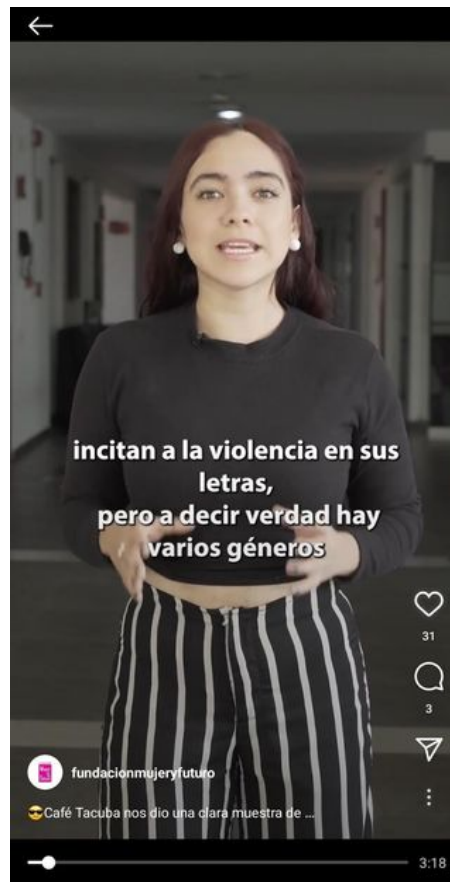 incitan a la violencia en sus
letras,
pero a decir verdad hay
varios géneros
31
3
fundacionmujeryfuturo
😎Café Tacuba nos dio una clara muestra de ...
3:18